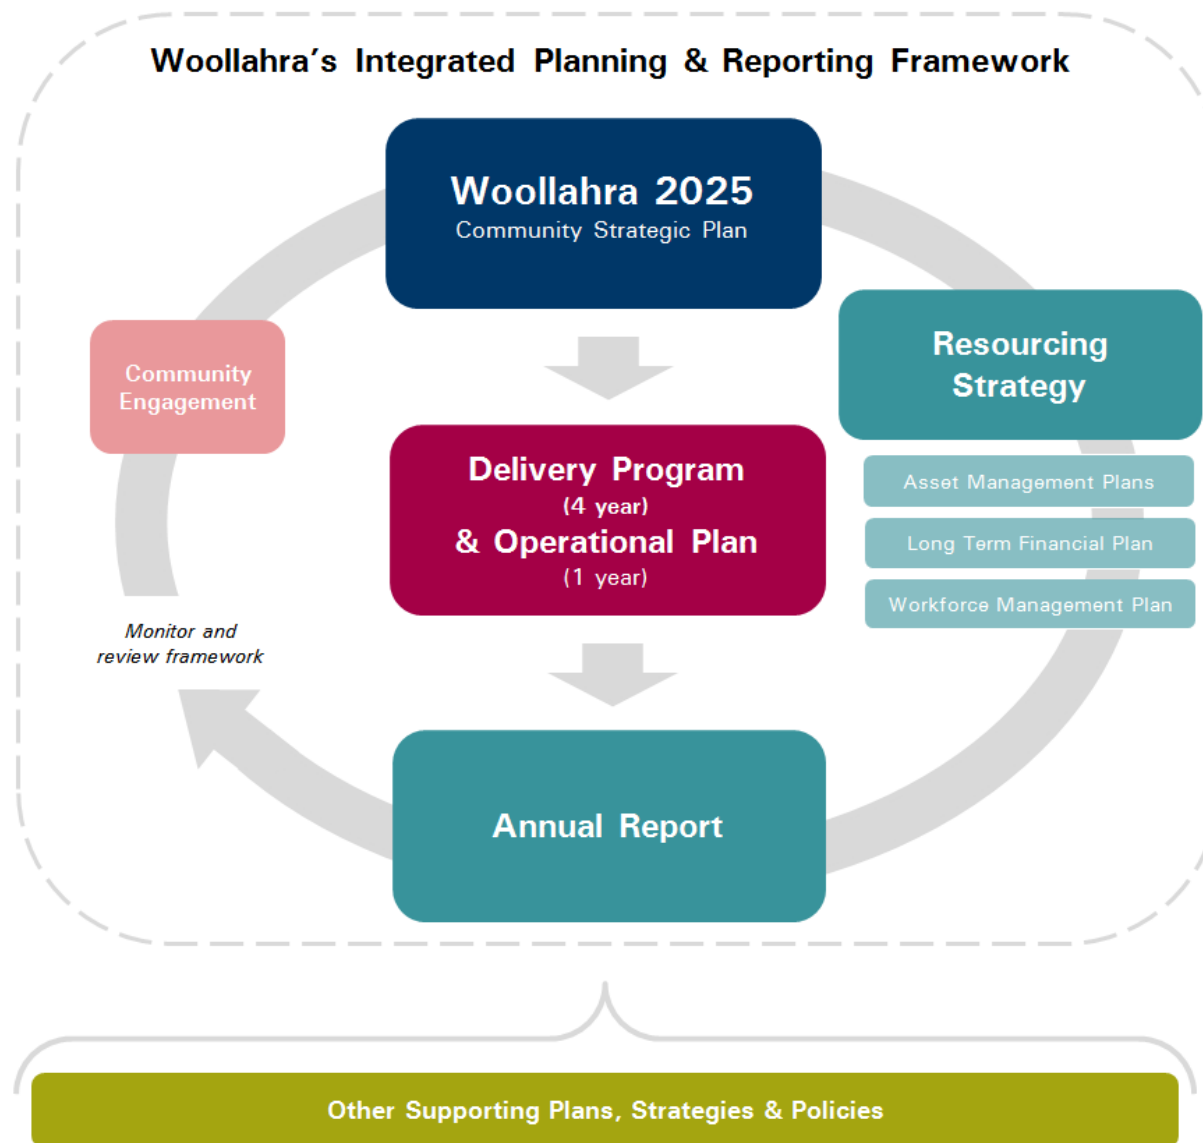 Woollahra's Integrated Planning & Reporting Framework
Woollahra 2025
Community Strategic Plan
Resourcing
Strategy
Community
Engagement
Delivery Program
(4 year)
& Operational Plan
(1 year)
Asset Management Plans
Long Term Financial Plan
Workforce Management Plan
Monitor and
review framework
Annual Report
Other Supporting Plans, Strategies & Policies